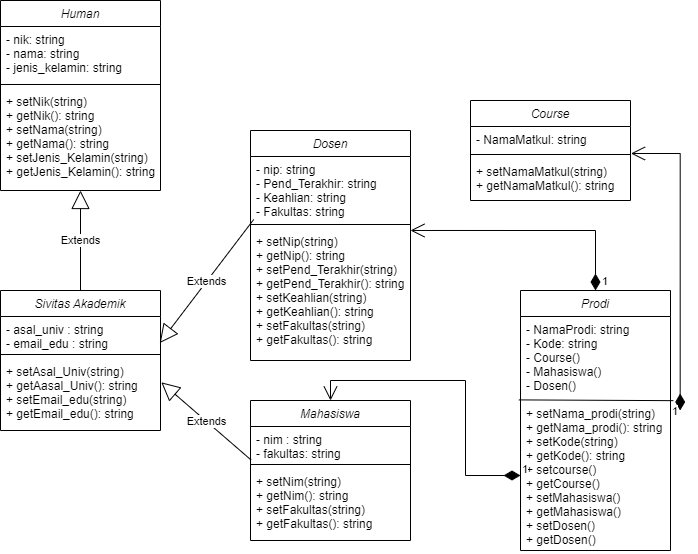 Human
- nik: string
- nama: string
- jenis_kelamin: string
+ setNik(string)
+ getNik(): string
+ setNama(string)
+ getNama(): string
+ setJenis_Kelamin(string)
+ getJenis_Kelamin(): string
Extends
Sivitas Akademik
- asal_univ : string
- email_edu : string
+ setAsal_Univ(string)
+ getAasal_Univ(): string
+ setEmail_edu(string)
+ getEmail_edu(): string
Extends
Extends
Dosen
- nip: string
- Pend_Terakhir: string
- Keahlian: string
- Fakultas: string
+ setNip(string)
+ getNip(): string
+ setPend_Terakhir(string)
+ getPend_Terakhir(): string
+ setKeahlian(string)
+ getKeahlian(): string
+ setFakultas(string)
+ getFakultas(): string
Mahasiswa
- nim : string
- fakultas: string
+ setNim(string)
+ getNim(): string
+ setFakultas(string)
+ getFakultas(): string
Course
- NamaMatkul: string
+ setNamaMatkul(string)
+ getNamaMatkul(): string
1
Prodi
- NamaProdi: string
- Kode: string
- Course()
- Mahasiswa()
- Dosen()
1
+ setNama_prodi(string)
+ getNama_prodi(): string
+ setKode(string)
+ getKode(): string
1
+ setcourse()
+ getCourse()
+ setMahasiswa()
+ getMahasiswa()
+ setDosen()
+ getDosen()